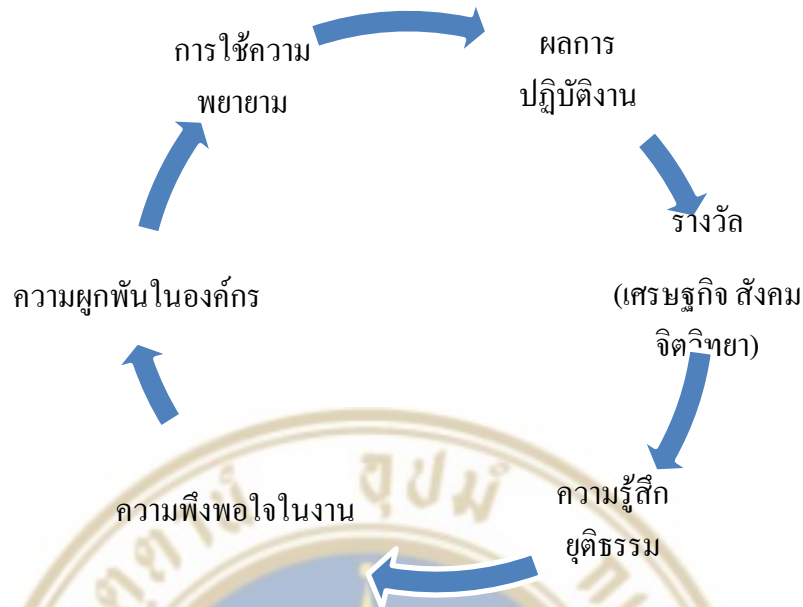 การใช้ความ
พยายาม
ผลการ
ปฏิบัติงาน
รางวัล
(เศรษฐกิจ สังคม
จิตวิทยา)
ความรู้สึก
ยุติธรรม
ความพึงพอใจในงาน
ความผูกพันในองค์กร
อุปมํ